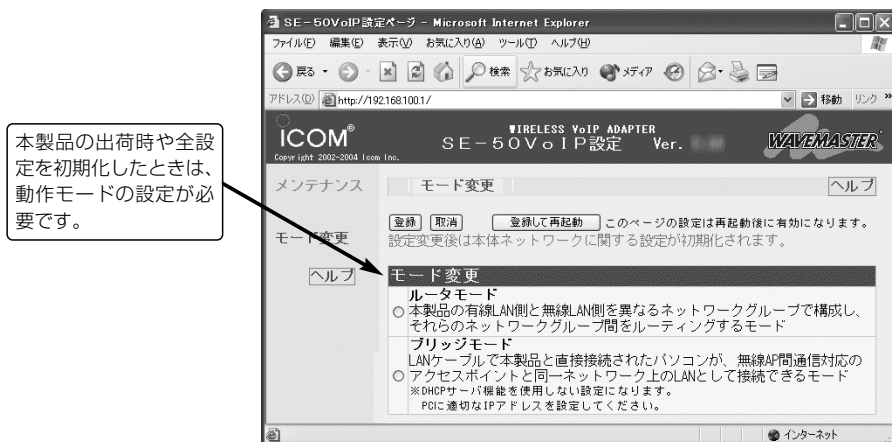 SE-50VoIP設定ページ - Microsoft Internet Explorer
ファイル(F) 編集(E) 表示(V) お気に入り(A) ツール(T) ヘルプ(H)
戻る 検索 お気に入り メディア
アドレス(D) http://192.168.100.1/ 移動 リンク »
本製品の出荷時や全設
定を初期化したときは、
動作モードの設定が必
要です。
ICOM®
Copyright 2002-2004 Icom Inc.
WIRELESS VoIP ADAPTER
SE-50VoIP設定 Ver.
WAVEMASTER
メンテナンス
モード変更
ヘルプ
モード変更
ヘルプ
登録 取消 登録して再起動 このページの設定は再起動後に有効になります。
設定変更後は本体ネットワークに関する設定が初期化されます。
モード変更
ルータモード
本製品の有線LAN側と無線LAN側を異なるネットワークグループで構成し、
それらのネットワークグループ間をルーティングするモード
ブリッジモード
LANケーブルで本製品と直接接続されたパソコンが、無線AP間通信対応の
アクセスポイントと同一ネットワーク上のLANとして接続できるモード
※DHCPサーバ機能を使用しない設定になります。
PCに適切なIPアドレスを設定してください。
インターネット